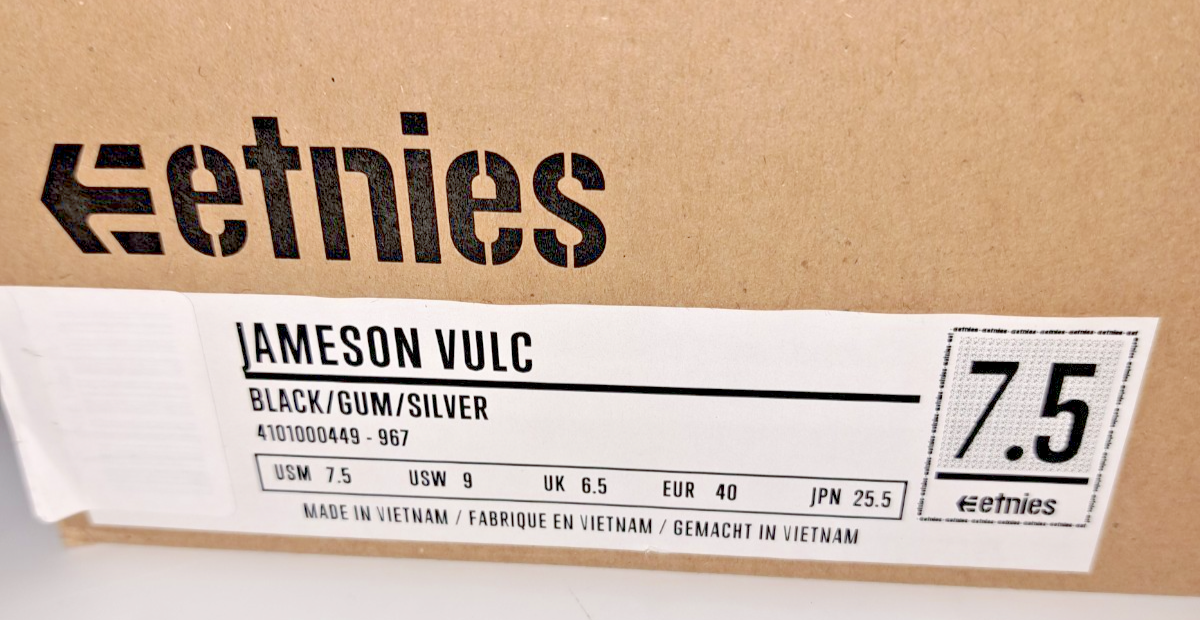 etnies
JAMESON VULC
BLACK/GUM/SILVER
4101000449 - 967
USM 7.5 USW 9 UK 6.5 EUR 40 JPN 25.5
MADE IN VIETNAM / FABRIQUE EN VIETNAM / GEMACHT IN VIETNAM
7.5
etnies